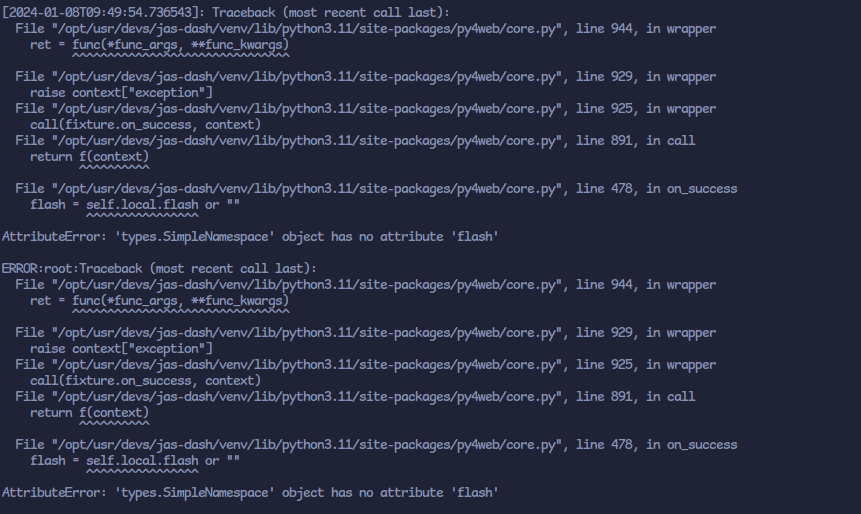 [2024-01-08T09:49:54.736543]: Traceback (most recent call last):
  File "/opt/usr/devs/jas-dash/venv/lib/python3.11/site-packages/py4web/core.py", line 944, in wrapper
    ret = func(*func_args, **func_kwargs)
  File "/opt/usr/devs/jas-dash/venv/lib/python3.11/site-packages/py4web/core.py", line 929, in wrapper
    raise context["exception"]
  File "/opt/usr/devs/jas-dash/venv/lib/python3.11/site-packages/py4web/core.py", line 925, in wrapper
    call(fixture.on_success, context)
  File "/opt/usr/devs/jas-dash/venv/lib/python3.11/site-packages/py4web/core.py", line 891, in call
    return f(context)
  File "/opt/usr/devs/jas-dash/venv/lib/python3.11/site-packages/py4web/core.py", line 478, in on_success
    flash = self.local.flash or ""
AttributeError: 'types.SimpleNamespace' object has no attribute 'flash'
ERROR:root:Traceback (most recent call last):
  File "/opt/usr/devs/jas-dash/venv/lib/python3.11/site-packages/py4web/core.py", line 944, in wrapper
    ret = func(*func_args, **func_kwargs)
  File "/opt/usr/devs/jas-dash/venv/lib/python3.11/site-packages/py4web/core.py", line 929, in wrapper
    raise context["exception"]
  File "/opt/usr/devs/jas-dash/venv/lib/python3.11/site-packages/py4web/core.py", line 925, in wrapper
    call(fixture.on_success, context)
  File "/opt/usr/devs/jas-dash/venv/lib/python3.11/site-packages/py4web/core.py", line 891, in call
    return f(context)
  File "/opt/usr/devs/jas-dash/venv/lib/python3.11/site-packages/py4web/core.py", line 478, in on_success
    flash = self.local.flash or ""
AttributeError: 'types.SimpleNamespace' object has no attribute 'flash'